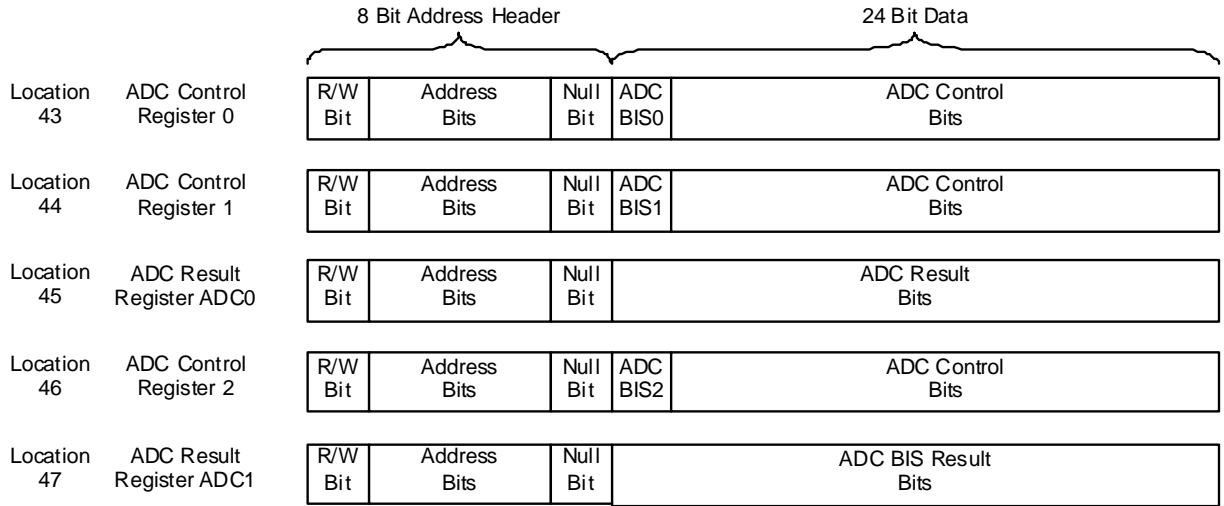 8 Bit Address Header 24 Bit Data
Location ADC Control R/W Address Null ADC ADC Control
43 Register 0 Bit Bits Bit BIS0 Bits
Location ADC Control R/W Address Null ADC ADC Control
44 Register 1 Bit Bits Bit BIS1 Bits
Location ADC Result R/W Address Null ADC Result
45 Register ADC0 Bit Bits Bit Bits
Location ADC Control R/W Address Null ADC ADC Control
46 Register 2 Bit Bits Bit BIS2 Bits
Location ADC Result R/W Address Null ADC BIS Result
47 Register ADC1 Bit Bits Bit Bits